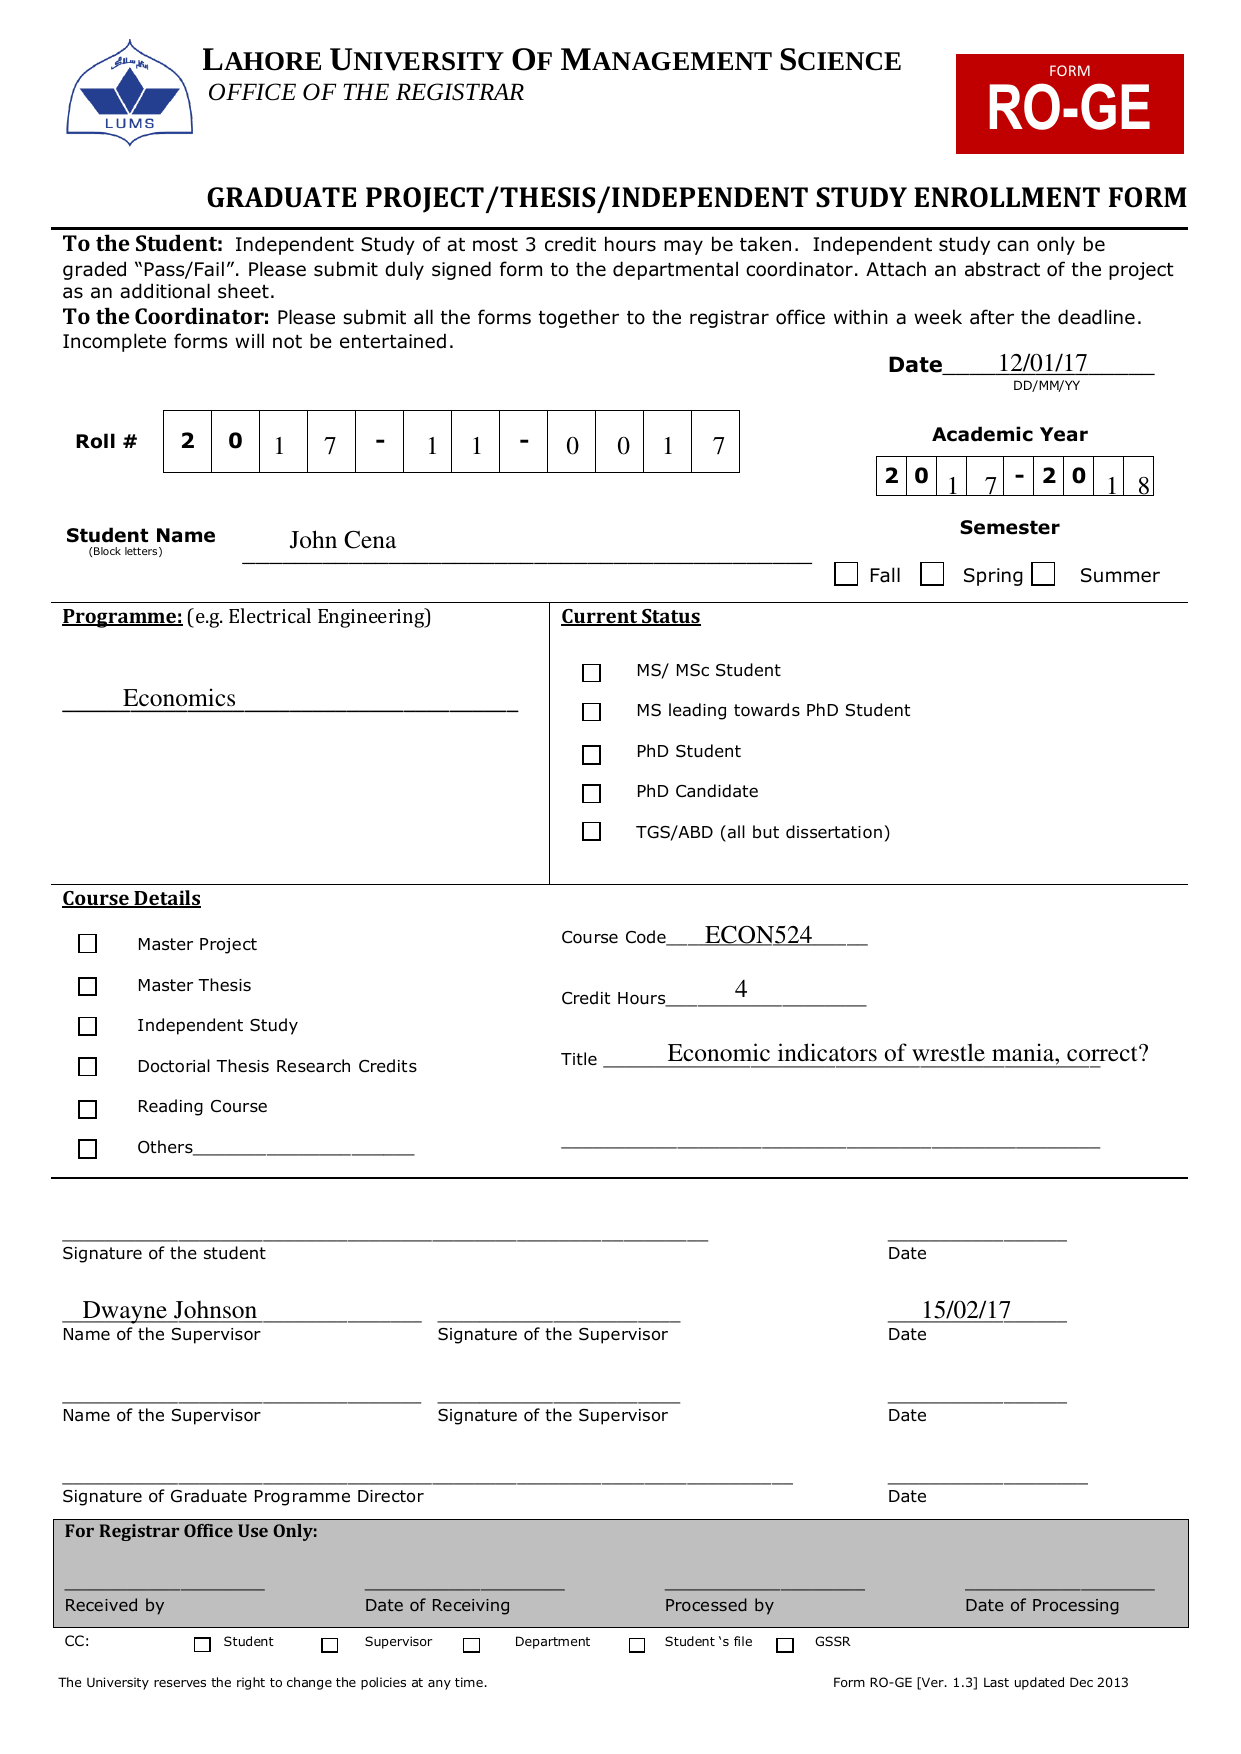 LUMS
LAHORE UNIVERSITY OF MANAGEMENT SCIENCE
OFFICE OF THE REGISTRAR
FORM
RO-GE
GRADUATE PROJECT/THESIS/INDEPENDENT STUDY ENROLLMENT FORM
To the Student: Independent Study of at most 3 credit hours may be taken. Independent study can only be
graded “Pass/Fail”. Please submit duly signed form to the departmental coordinator. Attach an abstract of the project
as an additional sheet.
To the Coordinator: Please submit all the forms together to the registrar office within a week after the deadline.
Incomplete forms will not be entertained.
Date 12/01/17
DD/MM/YY
Roll # 2 0 1 7 - 1 1 - 0 0 1 7
Academic Year
2 0 1 7 - 2 0 1 8
Student Name John Cena
(Block letters)
Semester
Fall Spring Summer
Programme: (e.g. Electrical Engineering)
Economics
Current Status
MS/ MSc Student
MS leading towards PhD Student
PhD Student
PhD Candidate
TGS/ABD (all but dissertation)
Course Details
Master Project
Master Thesis
Independent Study
Doctorial Thesis Research Credits
Reading Course
Others
Course Code ECON524
Credit Hours 4
Title Economic indicators of wrestle mania, correct?
Signature of the student Date
Dwayne Johnson 15/02/17
Name of the Supervisor Signature of the Supervisor Date
Name of the Supervisor Signature of the Supervisor Date
Signature of Graduate Programme Director Date
For Registrar Office Use Only:
Received by Date of Receiving Processed by Date of Processing
CC: Student Supervisor Department Student ‘s file GSSR
The University reserves the right to change the policies at any time. Form RO-GE [Ver. 1.3] Last updated Dec 2013